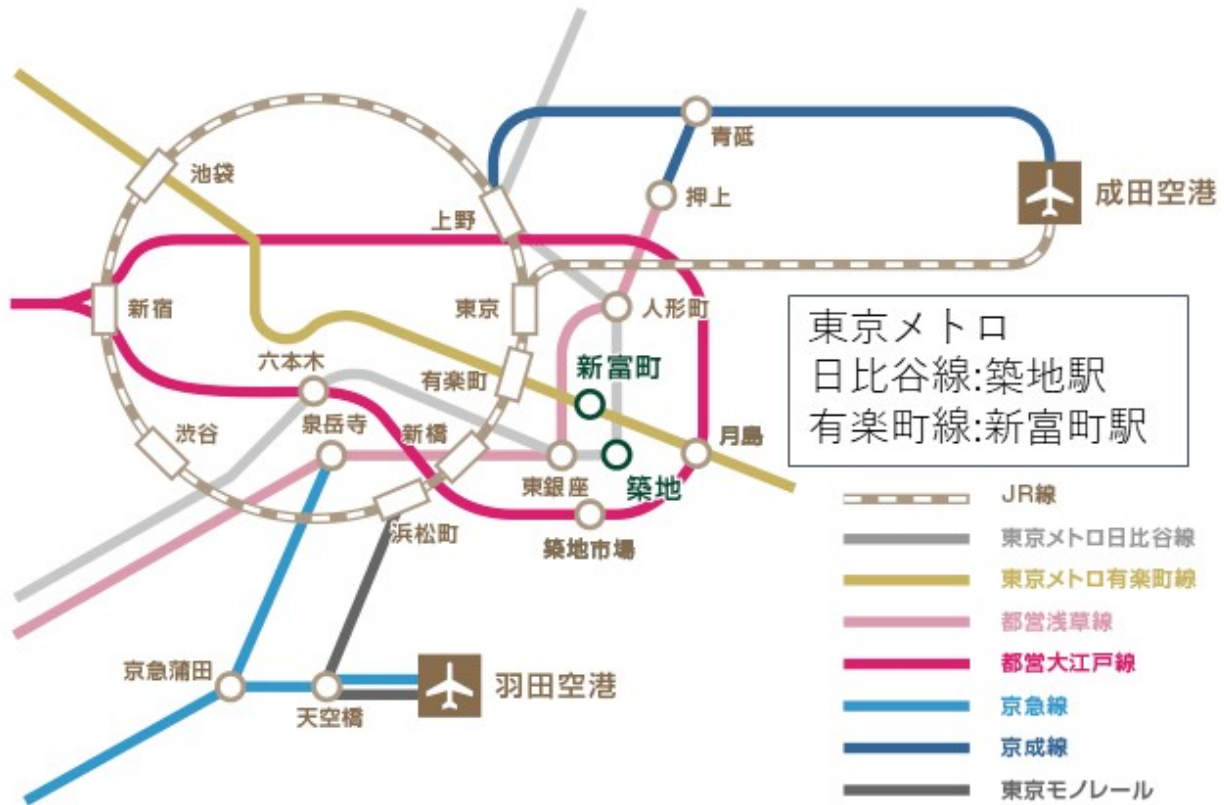 池袋
上野
新宿
東京
六本木
有楽町
泉岳寺
新橋
渋谷
浜松町
青砥
押上
人形町
新富町
月島
東銀座
築地
築地市場
成田空港
東京メトロ
日比谷線:築地駅
有楽町線:新富町駅
京急蒲田
天空橋
羽田空港
JR線
東京メトロ日比谷線
東京メトロ有楽町線
都営浅草線
都営大江戸線
京急線
京成線
東京モノレール